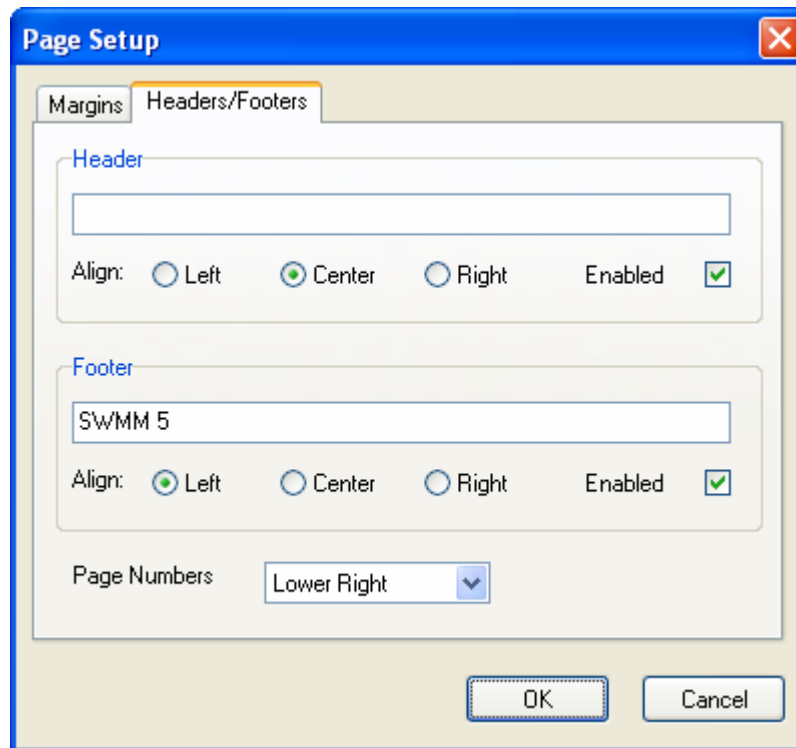 Page Setup
Margins Headers/Footers
Header
Align: Left Center Right Enabled
Footer
SWMM 5
Align: Left Center Right Enabled
Page Numbers Lower Right
OK Cancel